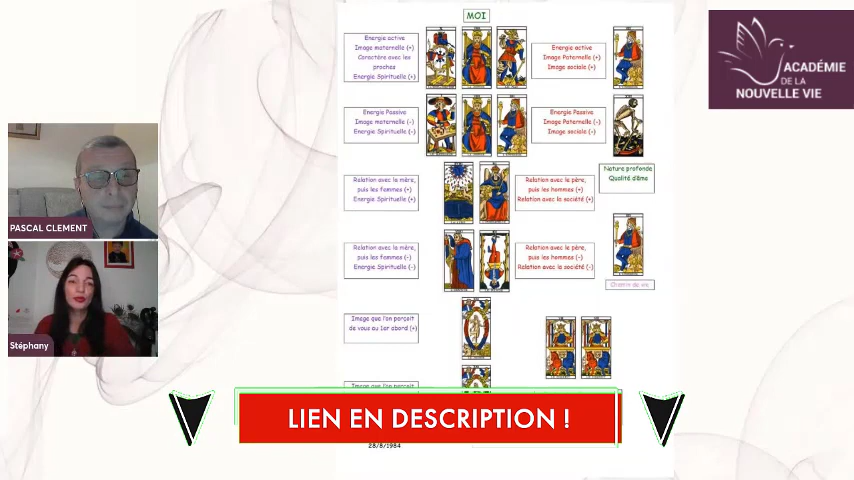 MOI
Energie active
Image maternelle (+)
Caractère avec les
proches
Energie Spirituelle (+)
Energie active
Image Paternelle (+)
Image sociale (+)
ACADÉMIE
DE LA
NOUVELLE VIE
Energie Passive
Image maternelle (-)
Energie Spirituelle (-)
Energie Passive
Image Paternelle (-)
Image sociale (-)
Nature profonde
Qualité d'âme
Relation avec la mère,
puis les femmes (+)
Energie Spirituelle (+)
Relation avec le père,
puis les hommes (+)
Relation avec la société (+)
PASCAL CLEMENT
Relation avec la mère,
puis les femmes (-)
Energie Spirituelle (-)
Relation avec le père,
puis les hommes (-)
Relation avec la société (-)
Chemin de vie
Image que l'on perçoit
de vous au 1er abord (+)
Stéphany
Image que l'on perçoit
LIEN EN DESCRIPTION !
28/8/1984